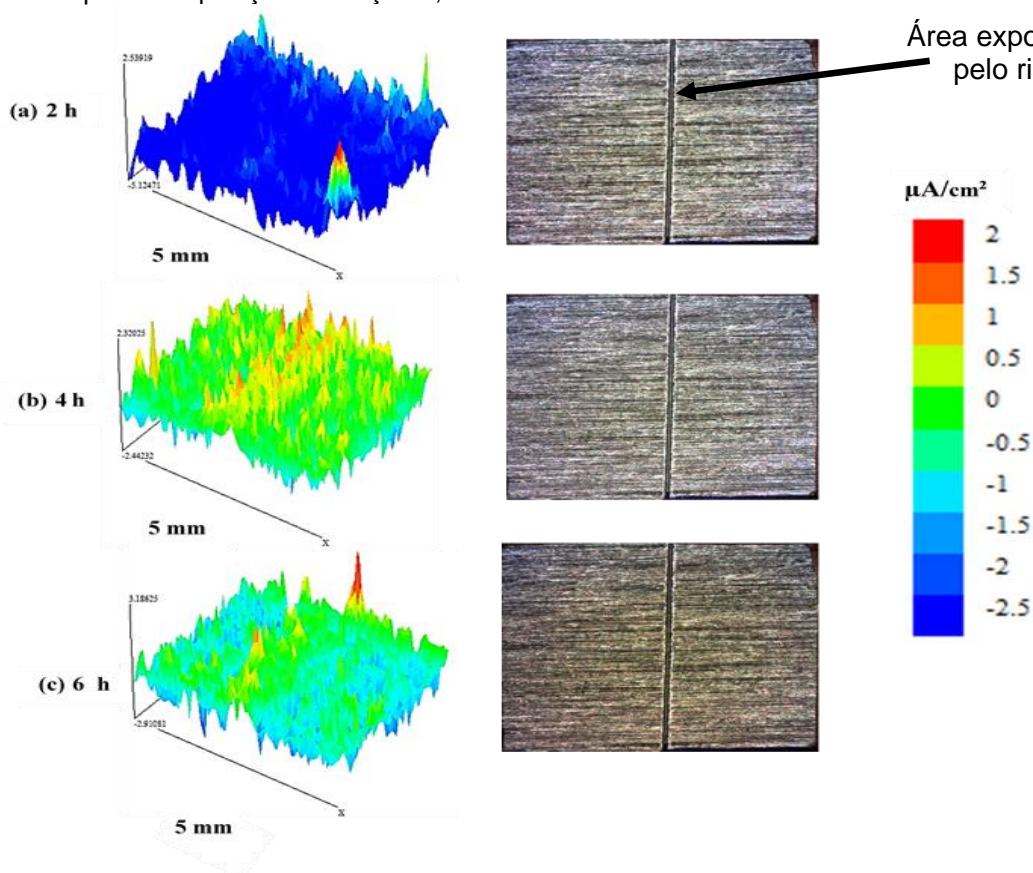 Área expo
pelo ri
2.53919
(a) 2 h
-5.12471
5 mm
x
µA/cm²
2
1.5
1
0.5
0
-0.5
-1
-1.5
-2
-2.5
2.32025
(b) 4 h
-2.44232
5 mm
x
3.18625
(c) 6 h
-2.91081
5 mm
x